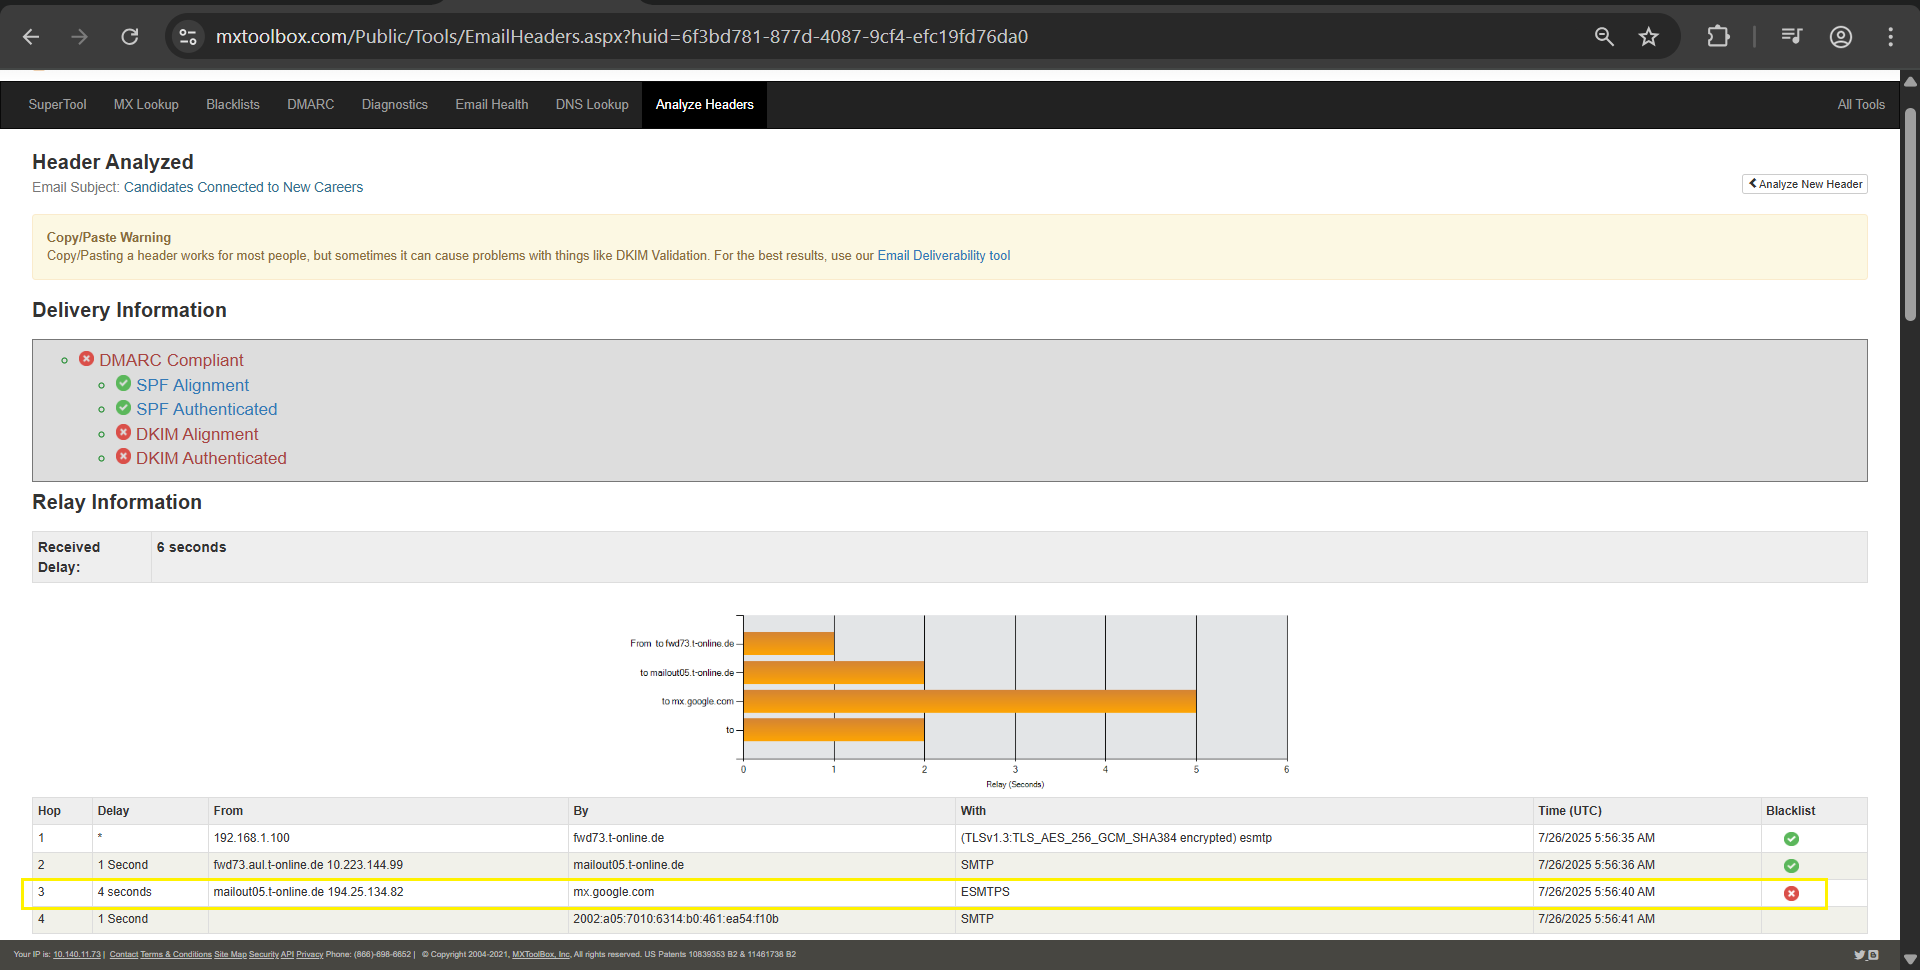 mxtoolbox.com/Public/Tools/EmailHeaders.aspx?huid=6f3bd781-877d-4087-9cf4-efc19fd76da0
SuperTool MX Lookup Blacklists DMARC Diagnostics Email Health DNS Lookup Analyze Headers All Tools
Header Analyzed
Email Subject: Candidates Connected to New Careers
Analyze New Header
Copy/Paste Warning
Copy/Pasting a header works for most people, but sometimes it can cause problems with things like DKIM Validation. For the best results, use our Email Deliverability tool
Delivery Information
DMARC Compliant
SPF Alignment
SPF Authenticated
DKIM Alignment
DKIM Authenticated
Relay Information
Received Delay: 6 seconds
From to fwd73.t-online.de
to mailout05.t-online.de
to mx.google.com
to
0 1 2 3 4 5 6
Relay (Seconds)
Hop Delay From By With Time (UTC) Blacklist
1 * 192.168.1.100 fwd73.t-online.de (TLSv1.3:TLS_AES_256_GCM_SHA384 encrypted) esmtp 7/26/2025 5:56:35 AM
2 1 Second fwd73.aul.t-online.de 10.223.144.99 mailout05.t-online.de SMTP 7/26/2025 5:56:36 AM
3 4 seconds mailout05.t-online.de 194.25.134.82 mx.google.com ESMTPS 7/26/2025 5:56:40 AM
4 1 Second 2002:a05:7010:6314:b0:461:ea54:f10b SMTP 7/26/2025 5:56:41 AM
Your IP is: 10.140.11.73 | Contact Terms & Conditions Site Map Security API Privacy Phone: (866)-698-6652 | © Copyright 2004-2021, MXToolBox, Inc, All rights reserved. US Patents 10839353 B2 & 11461738 B2